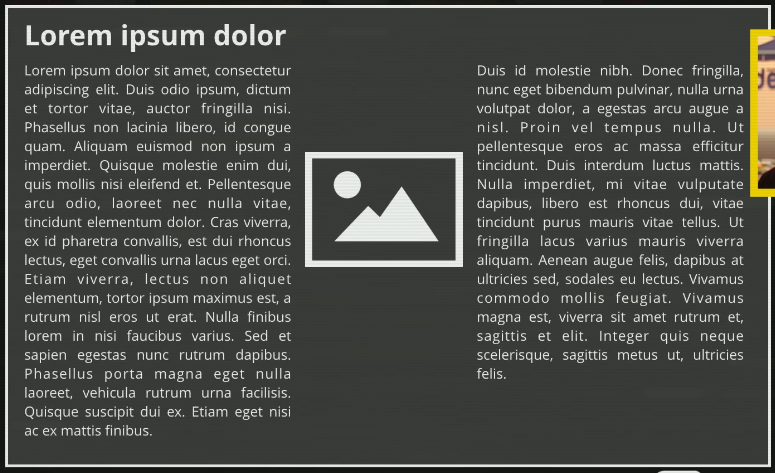 Lorem ipsum dolor
Lorem ipsum dolor sit amet, consectetur
adipiscing elit. Duis odio ipsum, dictum
et tortor vitae, auctor fringilla nisi.
Phasellus non lacinia libero, id congue
quam. Aliquam euismod non ipsum a
imperdiet. Quisque molestie enim dui,
quis mollis nisi eleifend et. Pellentesque
arcu odio, laoreet nec nulla vitae,
tincidunt elementum dolor. Cras viverra,
ex id pharetra convallis, est dui rhoncus
lectus, eget convallis urna lacus eget orci.
Etiam viverra, lectus non aliquet
elementum, tortor ipsum maximus est, a
rutrum nisl eros ut erat. Nulla finibus
lorem in nisi faucibus varius. Sed et
sapien egestas nunc rutrum dapibus.
Phasellus porta magna eget nulla
laoreet, vehicula rutrum urna facilisis.
Quisque suscipit dui ex. Etiam eget nisi
ac ex mattis finibus.
Duis id molestie nibh. Donec fringilla,
nunc eget bibendum pulvinar, nulla urna
volutpat dolor, a egestas arcu augue a
nisl. Proin vel tempus nulla. Ut
pellentesque eros ac massa efficitur
tincidunt. Duis interdum luctus mattis.
Nulla imperdiet, mi vitae vulputate
dapibus, libero est rhoncus dui, vitae
tincidunt purus mauris vitae tellus. Ut
fringilla lacus varius mauris viverra
aliquam. Aenean augue felis, dapibus at
ultricies sed, sodales eu lectus. Vivamus
commodo mollis feugiat. Vivamus
magna est, viverra sit amet rutrum et,
sagittis et elit. Integer quis neque
scelerisque, sagittis metus ut, ultricies
felis.